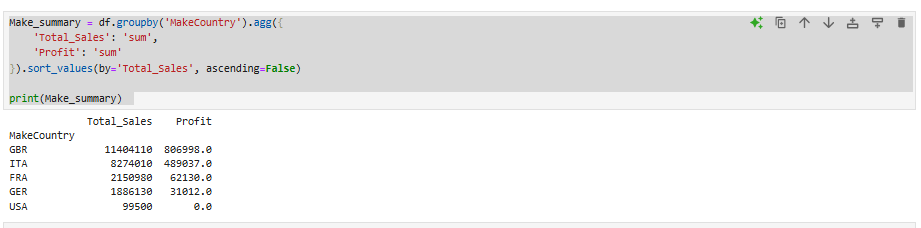 Make_summary = df.groupby('MakeCountry').agg({
    'Total_Sales': 'sum',
    'Profit': 'sum'
}).sort_values(by='Total_Sales', ascending=False)

print(Make_summary)
             Total_Sales    Profit
MakeCountry
GBR             11404110  806998.0
ITA              8274010  489037.0
FRA              2150980   62130.0
GER              1886130   31012.0
USA                99500       0.0